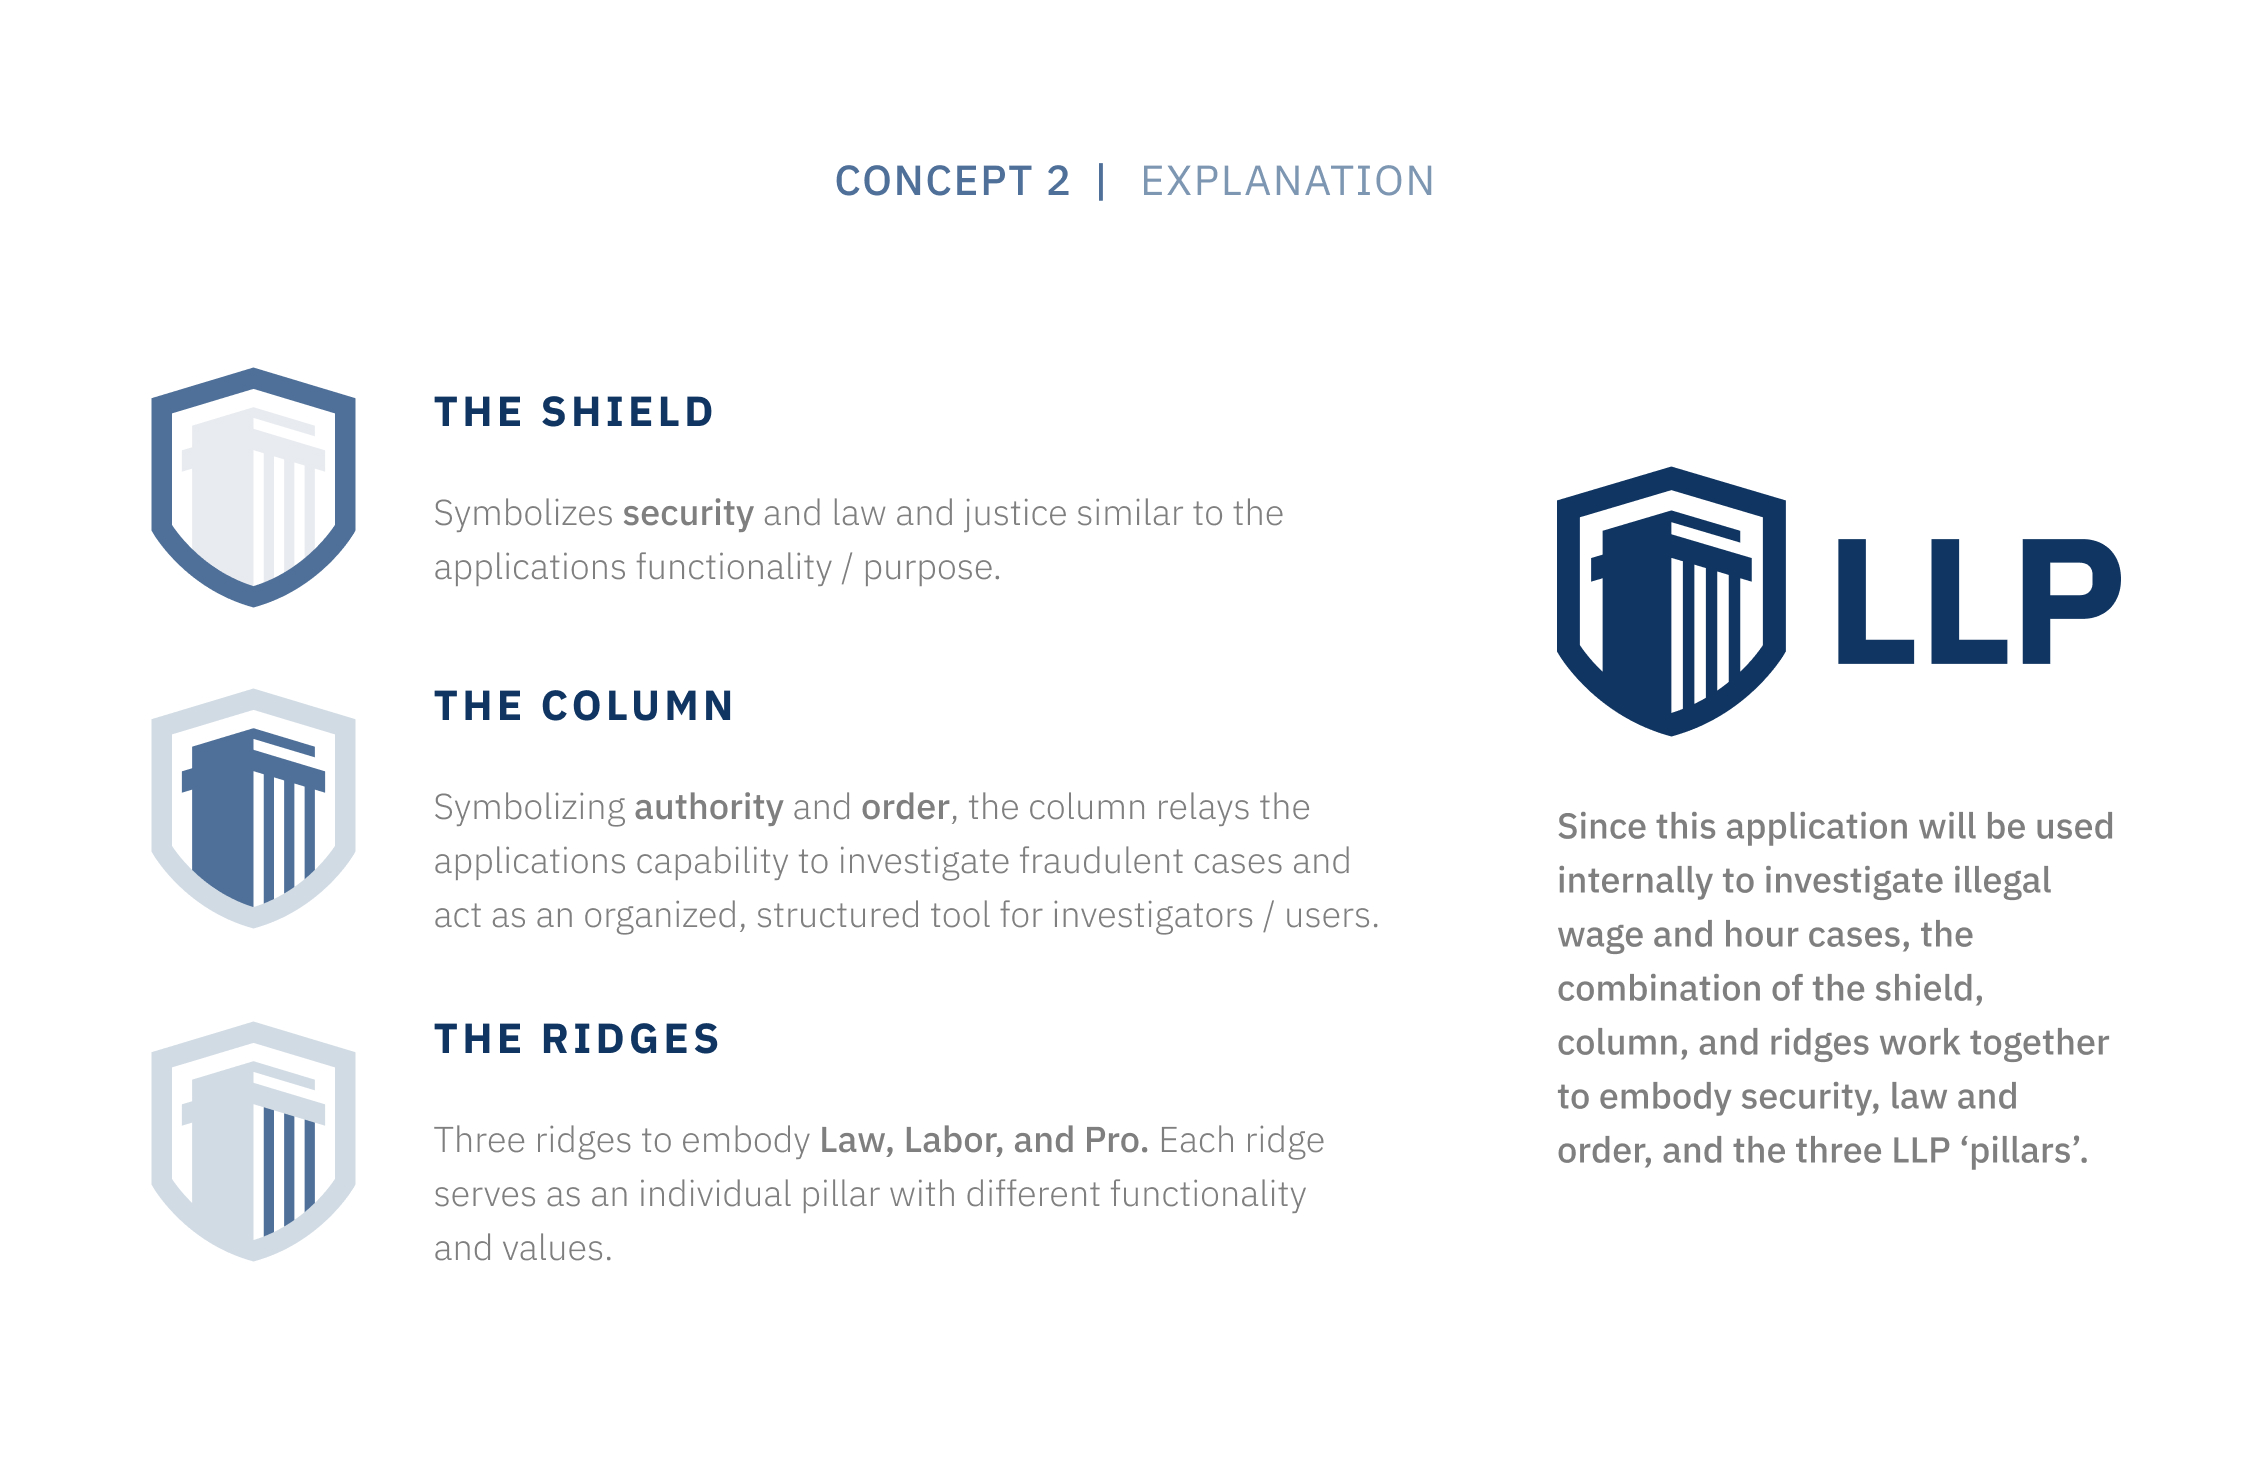 CONCEPT 2 | EXPLANATION
THE SHIELD
Symbolizes security and law and justice similar to the
applications functionality / purpose.
THE COLUMN
Symbolizing authority and order, the column relays the
applications capability to investigate fraudulent cases and
act as an organized, structured tool for investigators / users.
THE RIDGES
Three ridges to embody Law, Labor, and Pro. Each ridge
serves as an individual pillar with different functionality
and values.
LLP
Since this application will be used
internally to investigate illegal
wage and hour cases, the
combination of the shield,
column, and ridges work together
to embody security, law and
order, and the three LLP ‘pillars’.